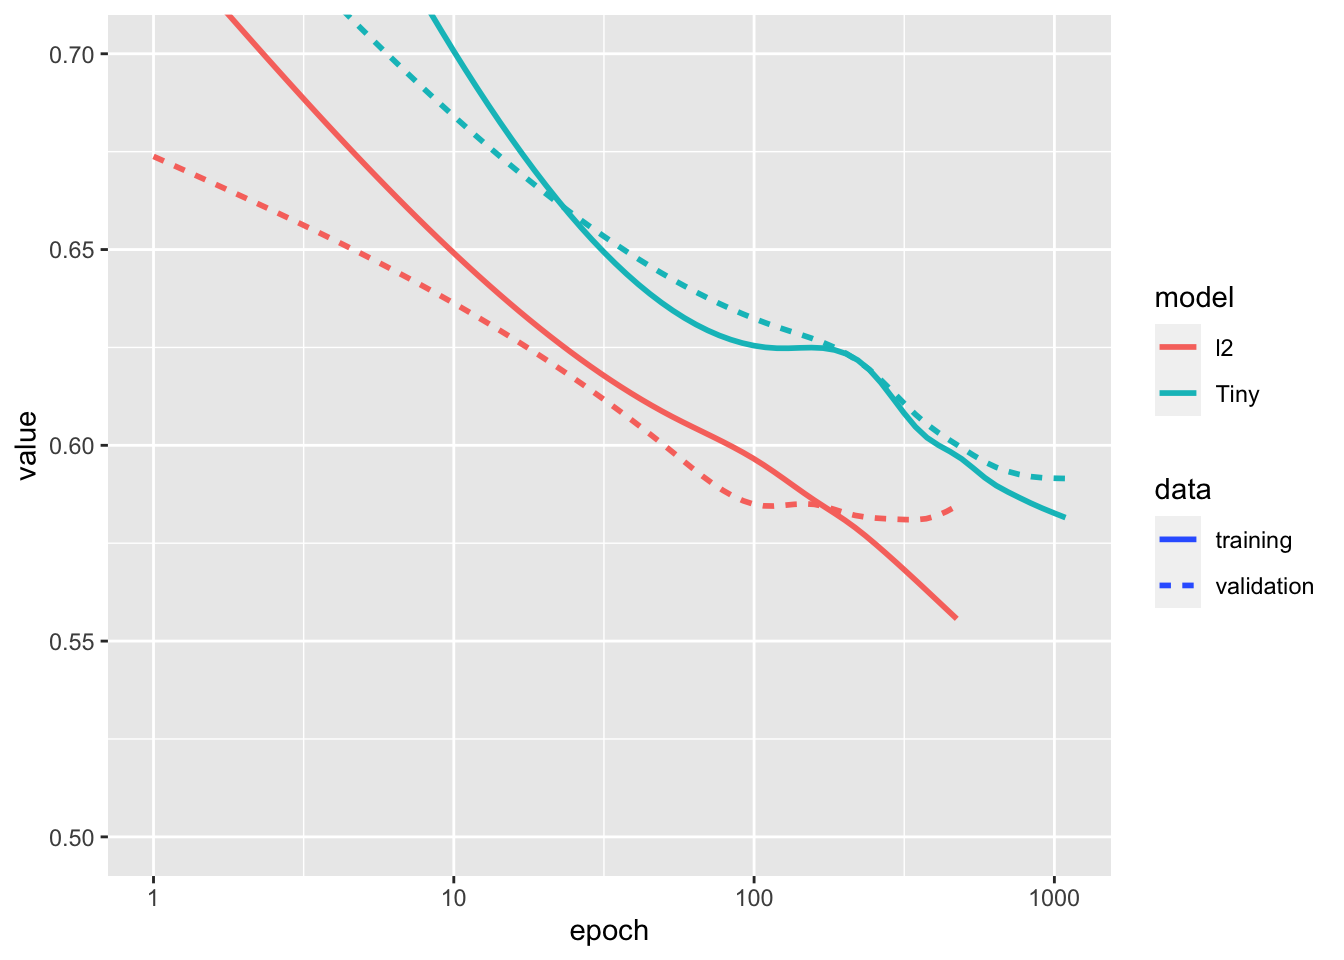 0.70
0.65
0.60
0.55
0.50
value
1
10
100
1000
epoch
model
l2
Tiny
data
training
validation